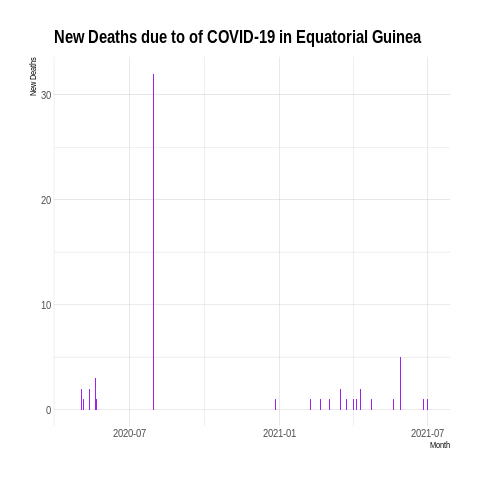 New Deaths due to of COVID-19 in Equatorial Guinea
New Deaths
30
20
10
0
2020-07
2021-01
2021-07
Month